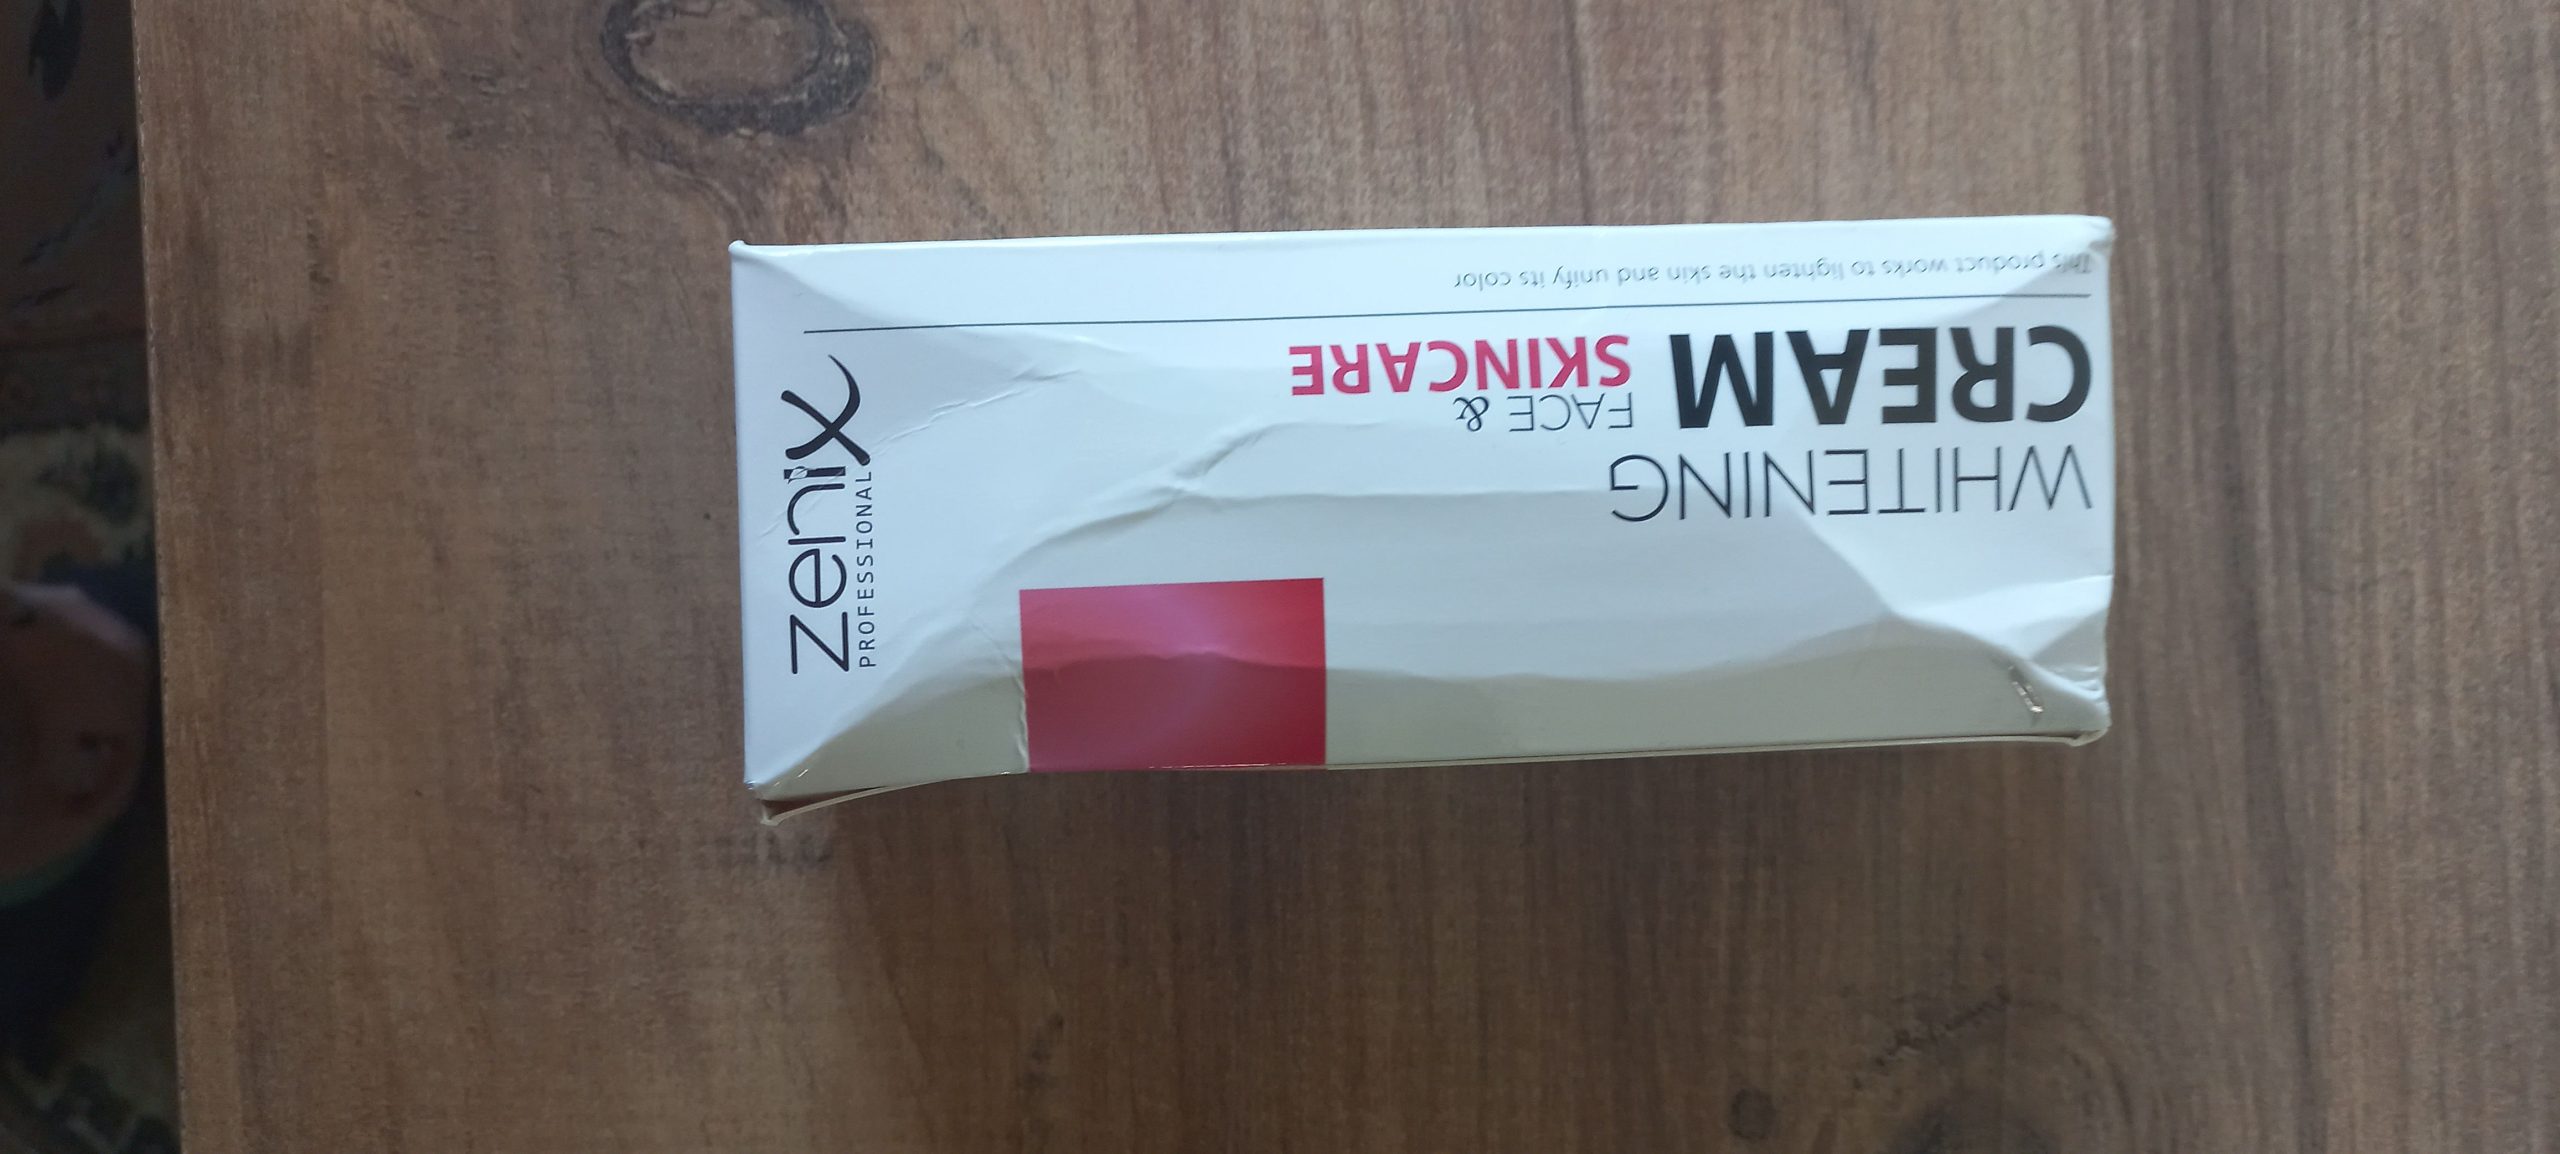 zenix
PROFESSIONAL
WHITENING
CREAM
FACE &
SKINCARE
This product works to lighten the skin and unify its color